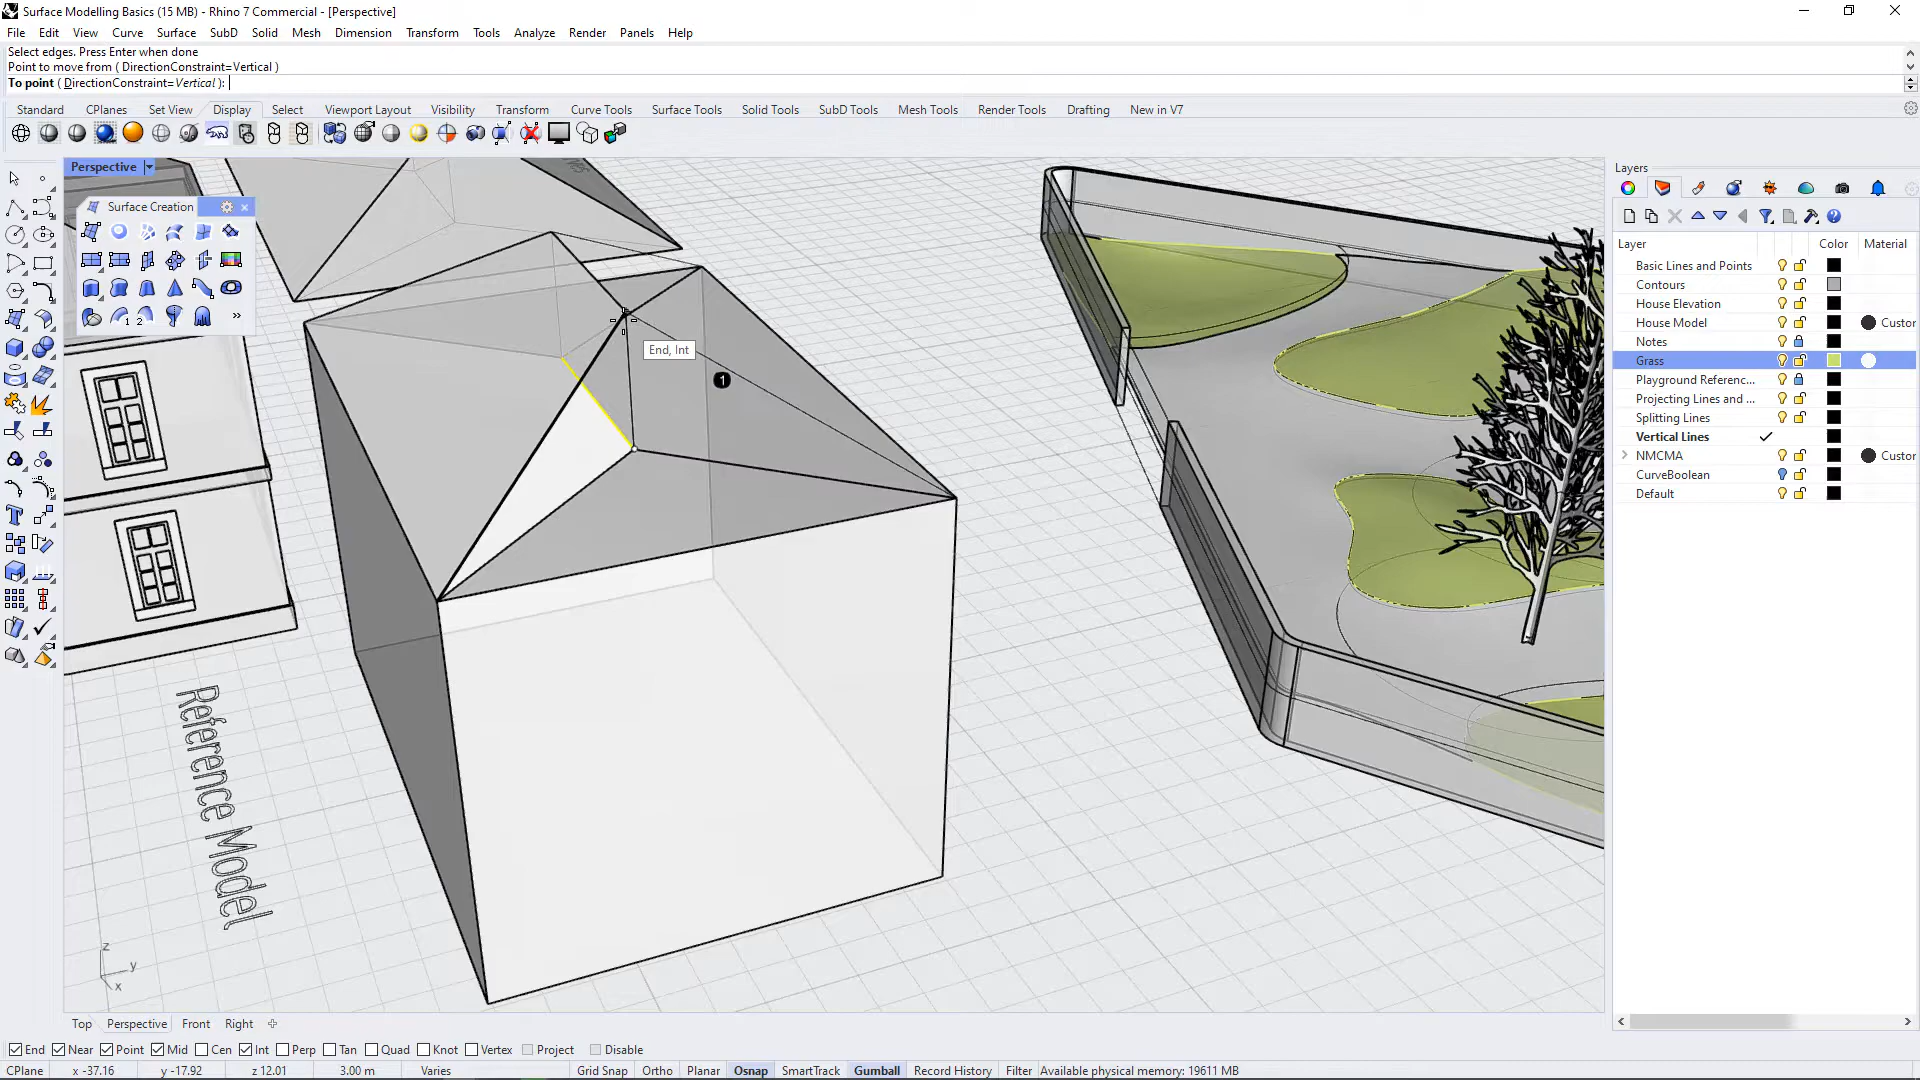 Surface Modelling Basics (15 MB) - Rhino 7 Commercial - [Perspective]
File Edit View Curve Surface SubD Solid Mesh Dimension Transform Tools Analyze Render Panels Help
Select edges. Press Enter when done
Point to move from ( DirectionConstraint=Vertical )
To point ( DirectionConstraint=Vertical ):
Standard CPlanes Set View Display Select Viewport Layout Visibility Transform Curve Tools Surface Tools Solid Tools SubD Tools Mesh Tools Render Tools Drafting New in V7
Perspective
Surface Creation
1 2 »
End, Int
1
Reference Model
z
y
x
Layers
Layer Color Material
Basic Lines and Points
Contours
House Elevation
House Model Custor
Notes
Grass
Playground Referenc...
Projecting Lines and ...
Splitting Lines
Vertical Lines
NMCMA Custor
CurveBoolean
Default
Top Perspective Front Right
End Near Point Mid Cen Int Perp Tan Quad Knot Vertex Project Disable
CPlane x -37.16 y -17.92 z 12.01 3.00 m Varies Grid Snap Ortho Planar Osnap SmartTrack Gumball Record History Filter Available physical memory: 19611 MB